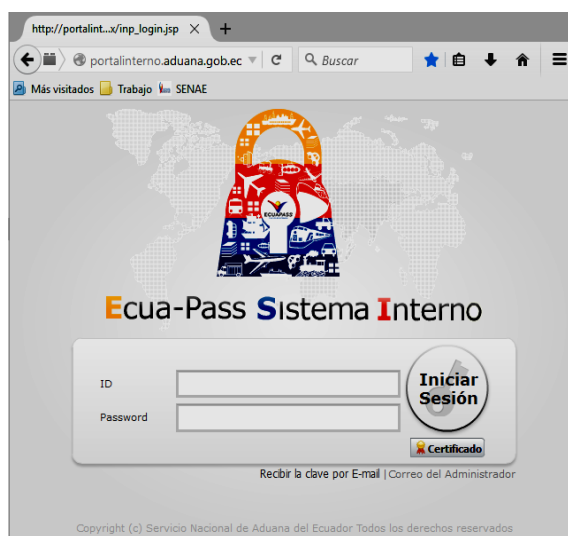 http://portalint...x/inp_login.jsp
portalinterno.aduana.gob.ec
Buscar
Más visitados Trabajo SENAE
ECUAPASS
Ecua-Pass Sistema Interno
ID
Iniciar
Sesión
Password
Certificado
Recibir la clave por E-mail | Correo del Administrador
Copyright (c) Servicio Nacional de Aduana del Ecuador Todos los derechos reservados